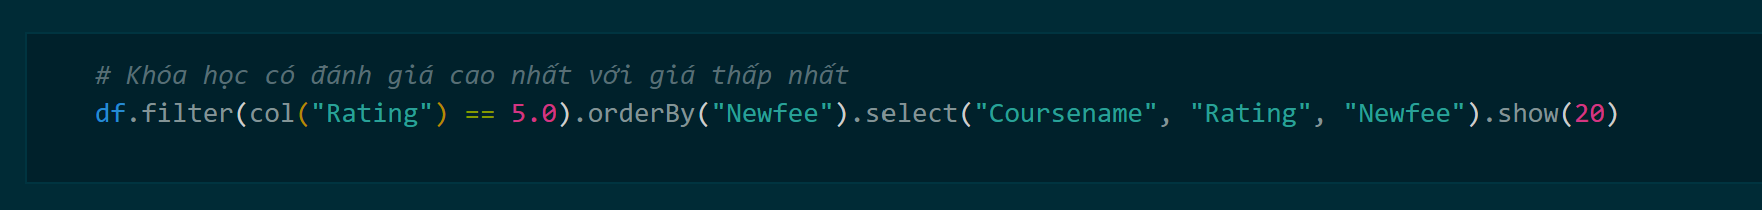 # Khóa học có đánh giá cao nhất với giá thấp nhất
df.filter(col("Rating") == 5.0).orderBy("Newfee").select("Coursename", "Rating", "Newfee").show(20)